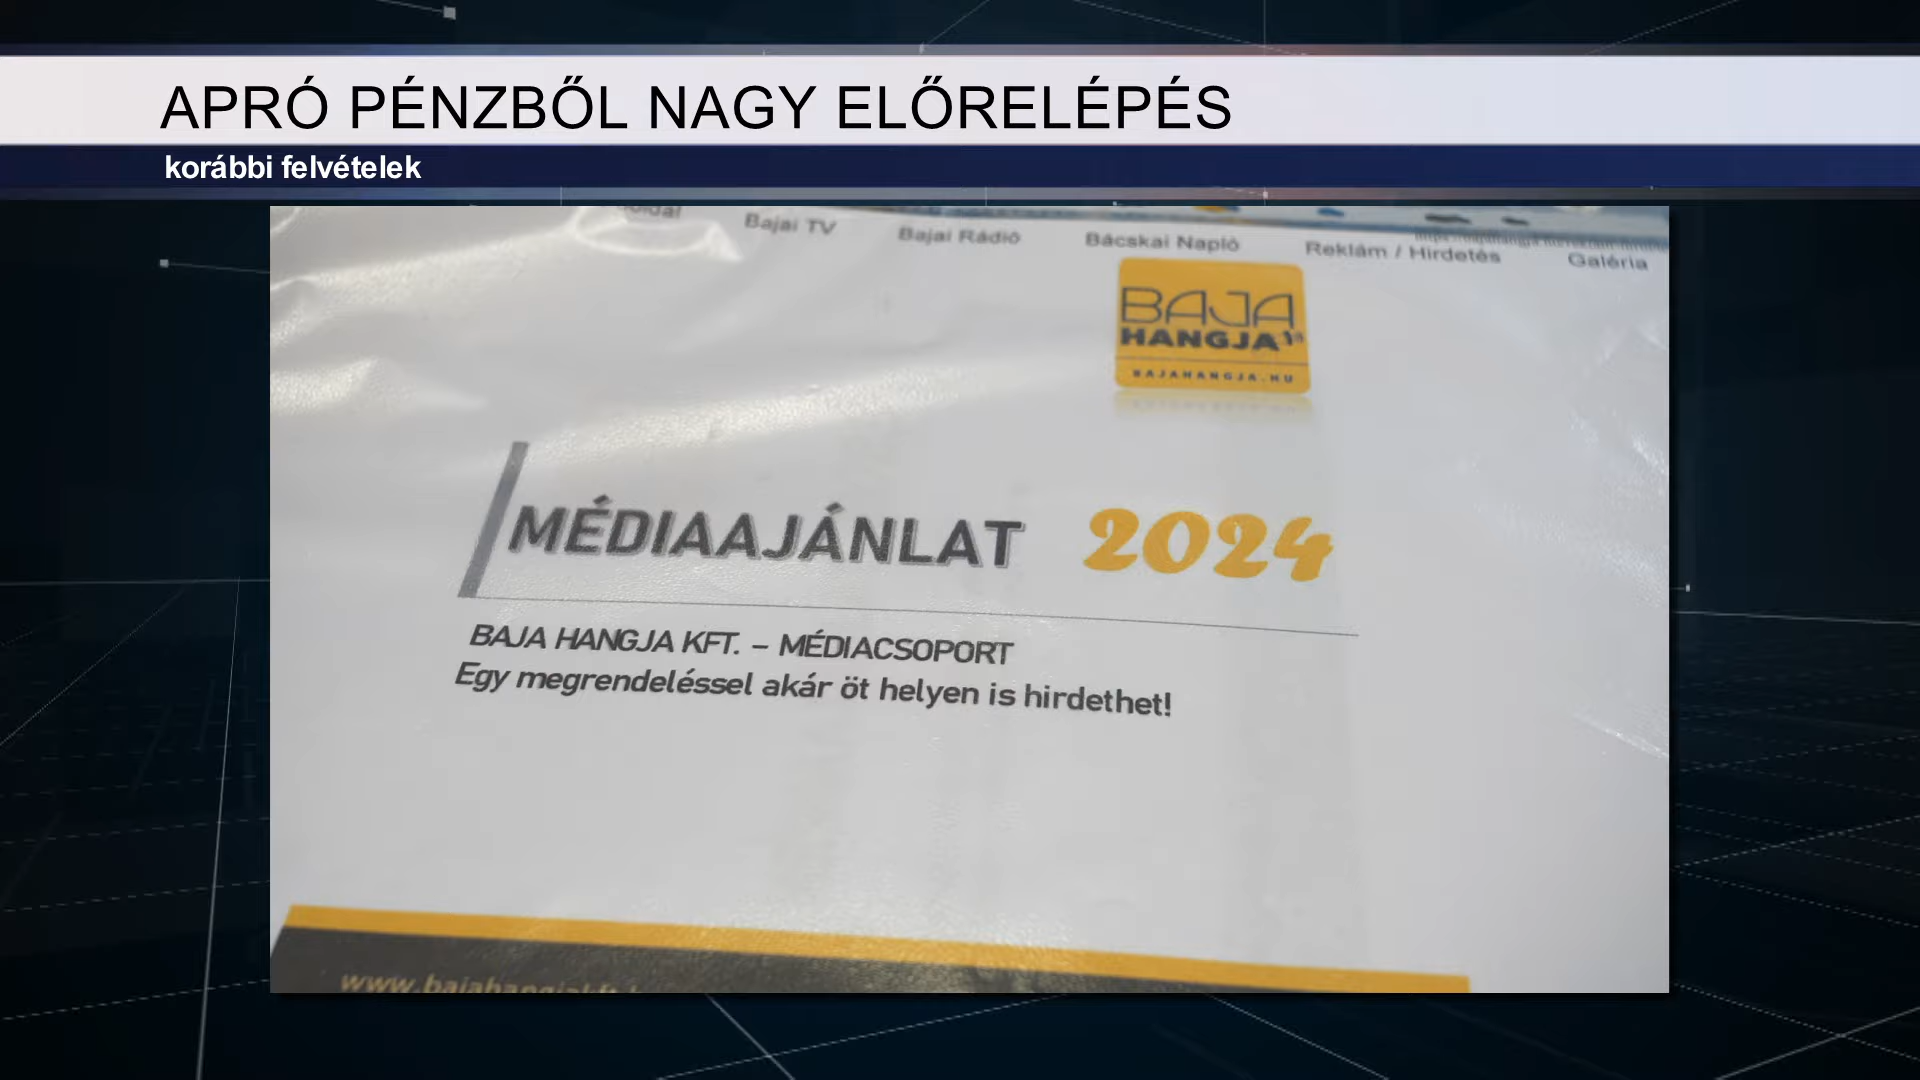 APRÓ PÉNZBŐL NAGY ELŐRELÉPÉS
korábbi felvételek
Bajai TV Bajai Rádió Bácskai Napló Reklám / Hirdetés Galéria
BAJA
HANGJA
BAJAHANGJA.HU
MÉDIAAJÁNLAT 2024
BAJA HANGJA KFT. – MÉDIACSOPORT
Egy megrendeléssel akár öt helyen is hirdethet!